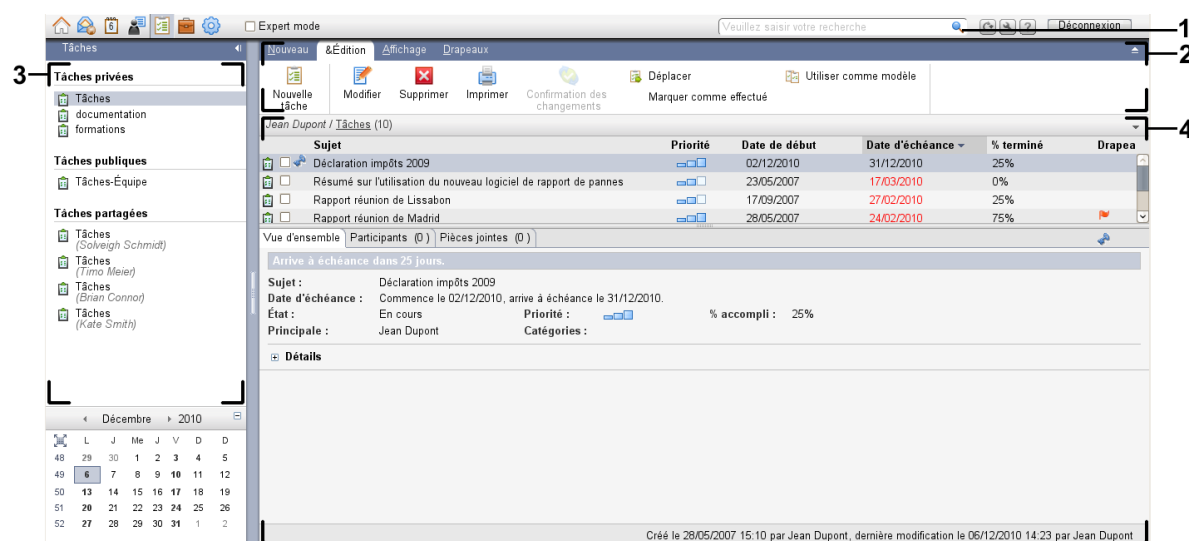 6 Expert mode Veuillez saisir votre recherche Déconnexion 1
Tâches Nouveau &Édition Affichage Drapeaux 2
3
Tâches privées
Tâches
documentation
formations
Tâches publiques
Tâches-Équipe
Tâches partagées
Tâches
(Solveigh Schmidt)
Tâches
(Timo Meier)
Tâches
(Brian Connor)
Tâches
(Kate Smith)
Décembre 2010
L J Me J V D D
48 29 30 1 2 3 4 5
49 6 7 8 9 10 11 12
50 13 14 15 16 17 18 19
51 20 21 22 23 24 25 26
52 27 28 29 30 31 1 2
Nouvelle tâche Modifier Supprimer Imprimer Confirmation des changements
Déplacer Utiliser comme modèle
Marquer comme effectué
Jean Dupont / Tâches (10) 4
Sujet Priorité Date de début Date d'échéance % terminé Drapea
Déclaration impôts 2009 02/12/2010 31/12/2010 25%
Résumé sur l'utilisation du nouveau logiciel de rapport de pannes 23/05/2007 17/03/2010 0%
Rapport réunion de Lissabon 17/09/2007 27/02/2010 25%
Rapport réunion de Madrid 28/05/2007 24/02/2010 75%
Vue d'ensemble Participants (0 ) Pièces jointes (0 )
Arrive à échéance dans 25 jours.
Sujet : Déclaration impôts 2009
Date d'échéance : Commence le 02/12/2010, arrive à échéance le 31/12/2010.
État : En cours Priorité : % accompli : 25%
Principale : Jean Dupont Catégories :
Détails
Créé le 28/05/2007 15:10 par Jean Dupont, dernière modification le 06/12/2010 14:23 par Jean Dupont